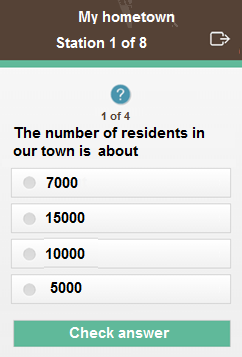 My hometown
Station 1 of 8
?
1 of 4
The number of residents in
our town is about
7000
15000
10000
5000
Check answer